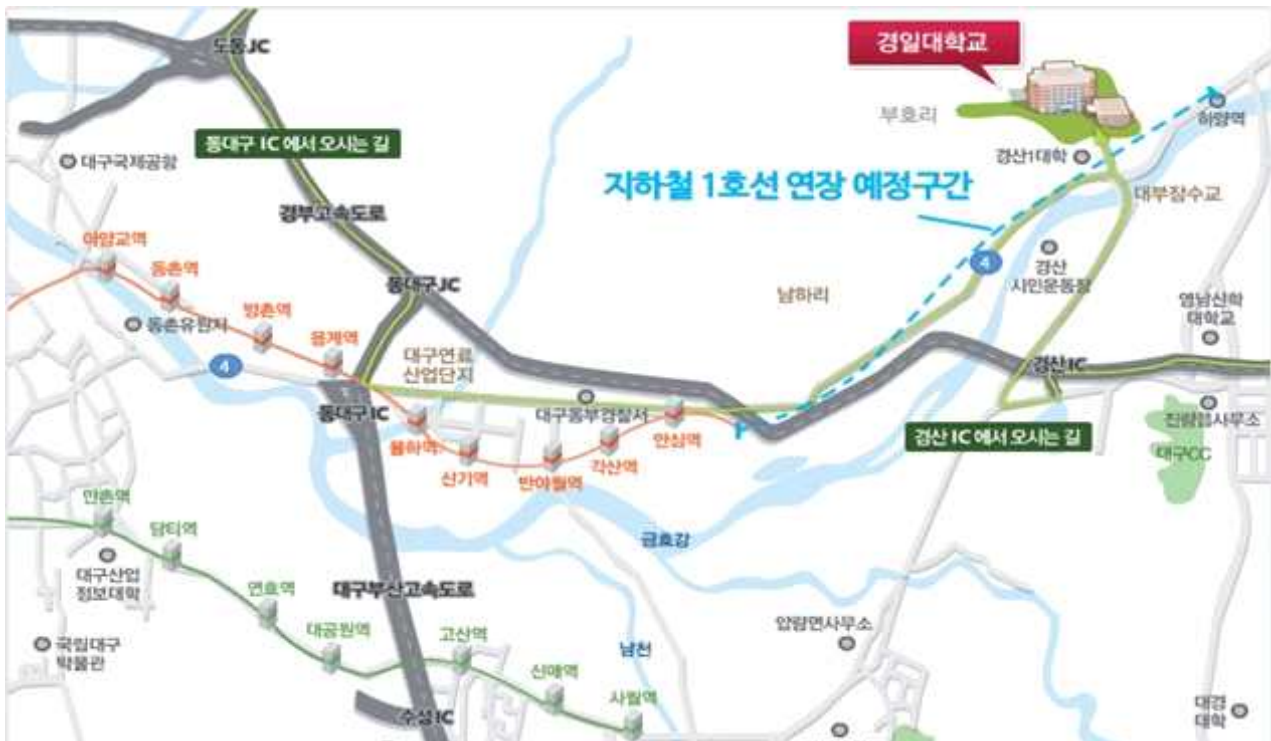 도동JC
경일대학교
부호리
하양역
동대구 IC 에서 오시는 길
대구국제공항
경산1대학
지하철 1호선 연장 예정구간
대부잠수교
경부고속도로
아양교역
동촌역
4
경산
시민운동장
동대구JC
남하리
영남신학
대학교
방촌역
동촌유원지
용계역
4
대구연료
산업단지
경산IC
동대구IC
대구동부경찰서
안심역
진량읍사무소
율하역
각산역
경산 IC 에서 오시는 길
신기역
반야월역
대구CC
만촌역
담티역
금호강
대구산업
정보대학
연호역
대구부산고속도로
대공원역
고산역
남천
압량면사무소
국립대구
박물관
신매역
사월역
수성IC
대경
대학